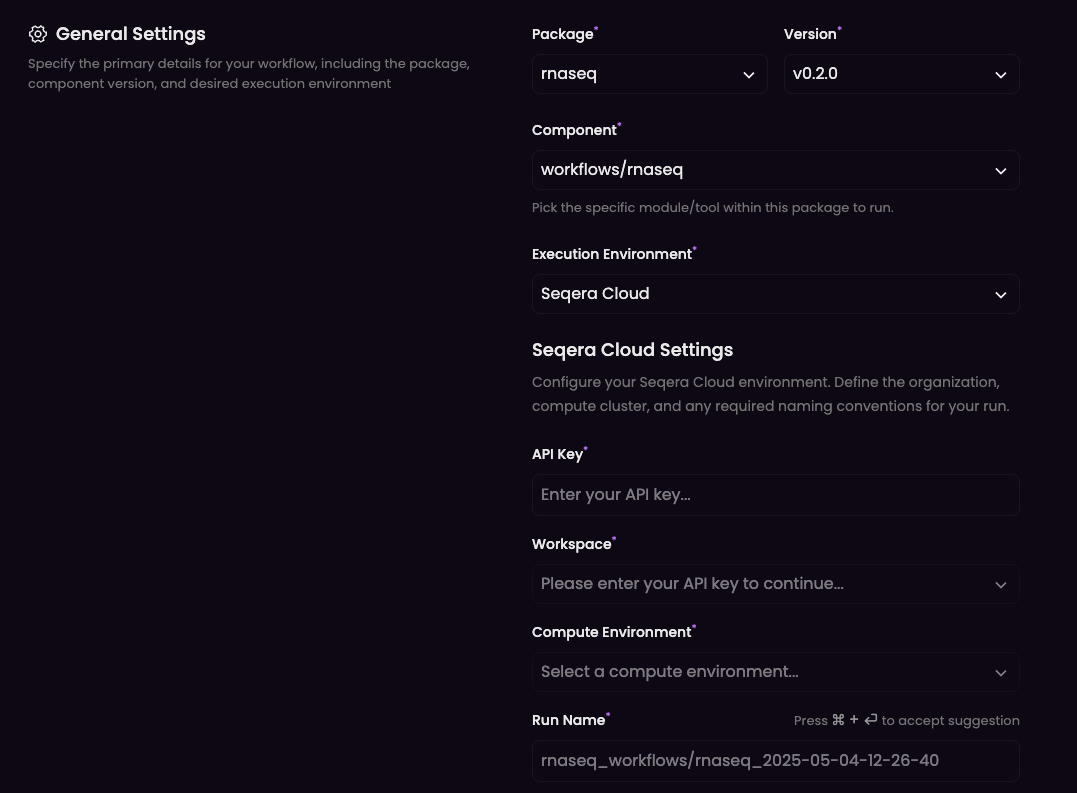 General Settings
Specify the primary details for your workflow, including the package,
component version, and desired execution environment
Package*
Version*
rnaseq
v0.2.0
Component*
workflows/rnaseq
Pick the specific module/tool within this package to run.
Execution Environment*
Seqera Cloud
Seqera Cloud Settings
Configure your Seqera Cloud environment. Define the organization,
compute cluster, and any required naming conventions for your run.
API Key*
Enter your API key...
Workspace*
Please enter your API key to continue...
Compute Environment*
Select a compute environment...
Run Name*
Press ⌘ + ↵ to accept suggestion
rnaseq_workflows/rnaseq_2025-05-04-12-26-40